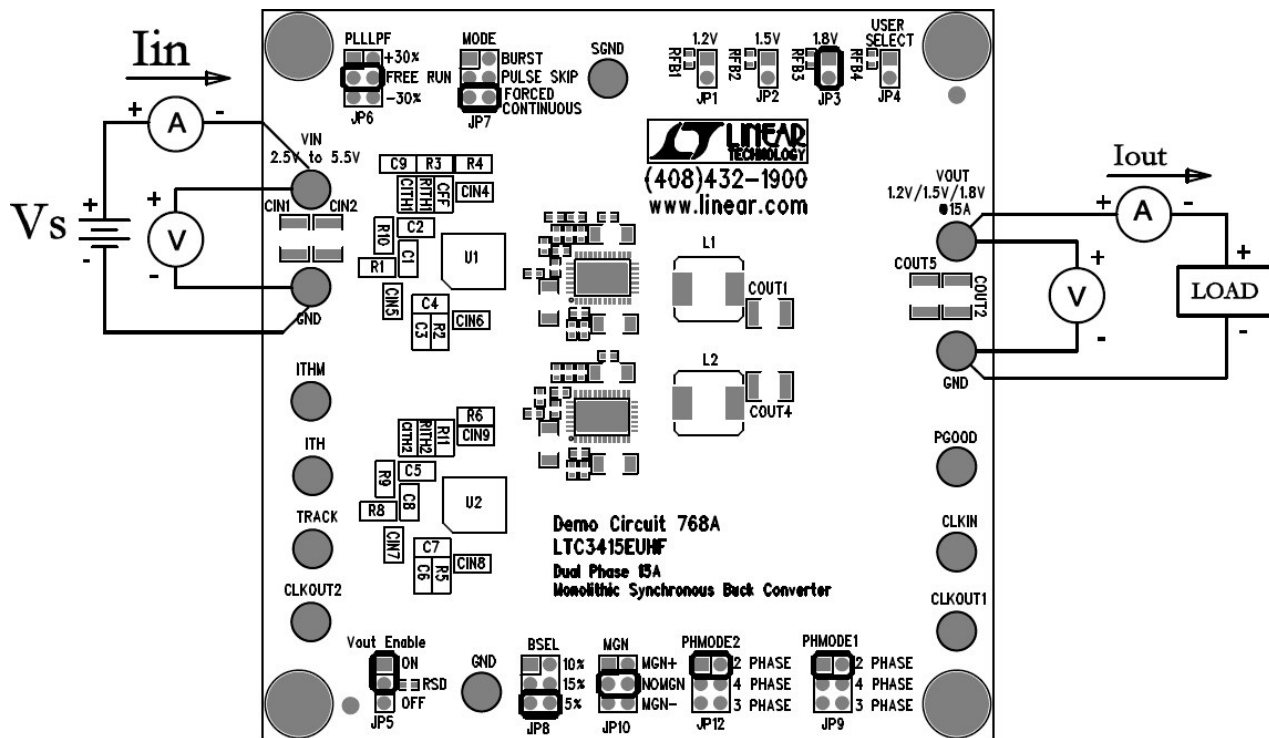 Iin
A
+
-
VIN
2.5V to 5.5V
+
Vs
-
+
V
-
CIN1
CIN2
GND
PLLLPF
+30%
FREE RUN
-30%
JP6
MODE
BURST
PULSE SKIP
FORCED
CONTINUOUS
JP7
SGND
1.2V
RFB1
JP1
1.5V
RFB2
JP2
1.8V
RFB3
JP3
USER
SELECT
RFB4
JP4
LINEAR
TECHNOLOGY
(408)432-1900
www.linear.com
C9
R3
R4
CITH1
RITH1
CFF
CIN4
R10
C2
R1
C1
U1
CIN5
C4
C3
R2
CIN6
L1
COUT1
L2
COUT4
VOUT
1.2V/1.5V/1.8V
@15A
Iout
+
A
-
COUT5
COUT2
+
V
-
+
LOAD
-
GND
ITHM
ITH
TRACK
CLKOUT2
R6
CIN9
CITH2
RITH2
R11
R9
C5
R8
C8
U2
CIN7
C7
C6
R5
CIN8
PGOOD
CLKIN
CLKOUT1
Demo Circuit 768A
LTC3415EUHF
Dual Phase 15A
Monolithic Synchronous Buck Converter
Vout Enable
ON
RSD
OFF
JP5
GND
BSEL
10%
15%
5%
JP8
MGN
MGN+
NOMGN
MGN-
JP10
PHMODE2
2 PHASE
4 PHASE
3 PHASE
JP12
PHMODE1
2 PHASE
4 PHASE
3 PHASE
JP9